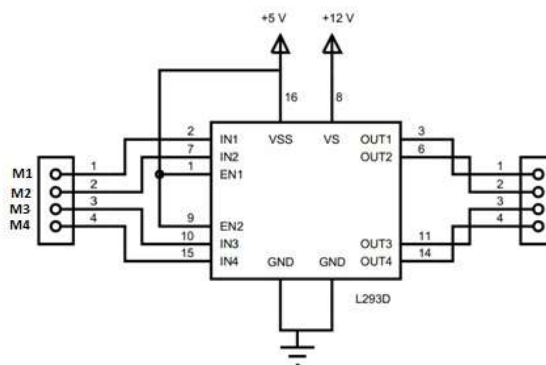 +5 V +12 V
16 8
2 IN1 VSS VS OUT1 3
7 IN2 OUT2 6
M1 1 1 EN1 1
M2 2 2
M3 3 3
M4 4 9 EN2 4
10 IN3 OUT3 11
15 IN4 GND GND OUT4 14
L293D